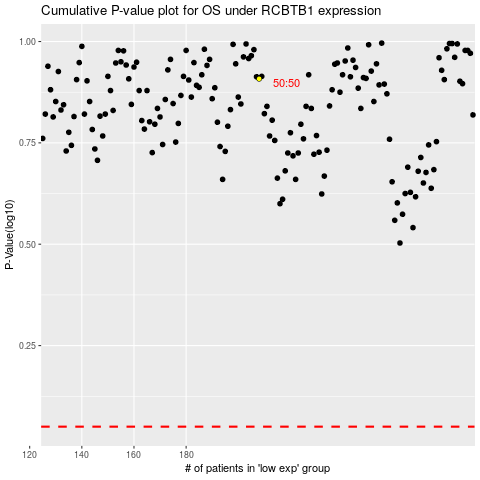 Cumulative P-value plot for OS under RCBTB1 expression
P-Value(log10)
1.00
0.75
0.50
0.25
50:50
120 140 160 180
# of patients in 'low exp' group